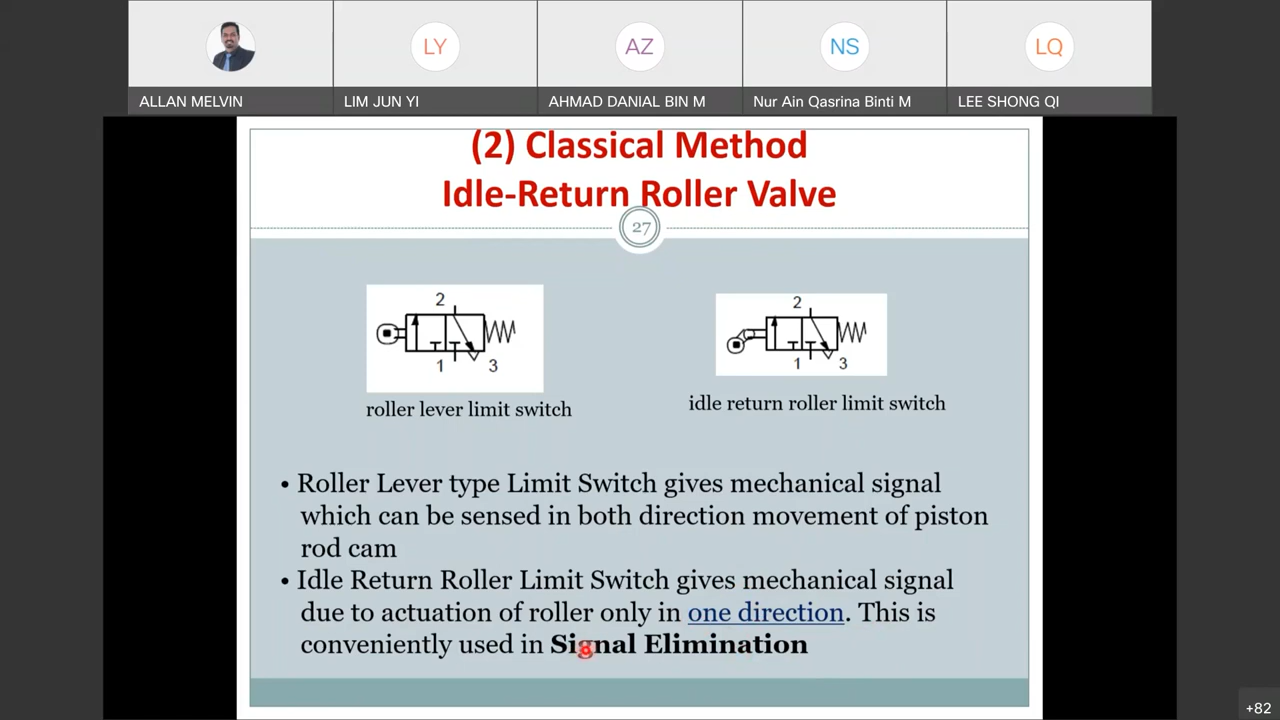 LY
AZ
NS
LQ
ALLAN MELVIN
LIM JUN YI
AHMAD DANIAL BIN M
Nur Ain Qasrina Binti M
LEE SHONG QI
(2) Classical Method
Idle-Return Roller Valve
27
2
1
3
2
1
3
roller lever limit switch
idle return roller limit switch
• Roller Lever type Limit Switch gives mechanical signal
which can be sensed in both direction movement of piston
rod cam
• Idle Return Roller Limit Switch gives mechanical signal
due to actuation of roller only in one direction. This is
conveniently used in Signal Elimination
+82